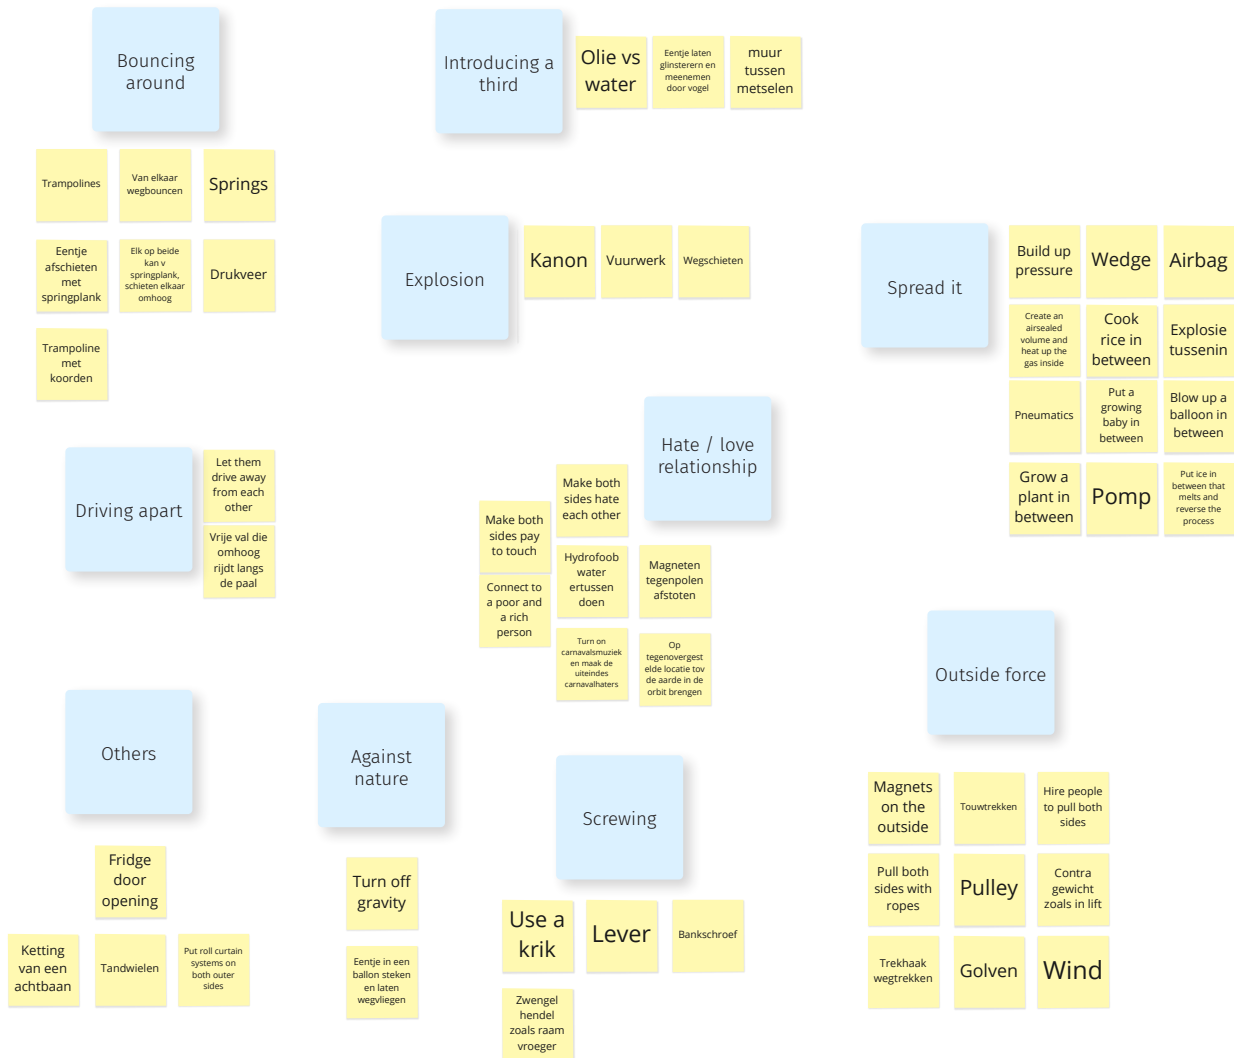 Bouncing
around
Trampolines
Van elkaar
wegbouncen
Springs
Eentje
afschieten
met
springplank
Elk op beide
kan v
springplank,
schieten elkaar
omhoog
Drukveer
Trampoline
met
koorden
Introducing a
third
Olie vs
water
Eentje laten
glinsterern en
meenemen
door vogel
muur
tussen
metselen
Explosion
Kanon
Vuurwerk
Wegschieten
Spread it
Build up
pressure
Wedge
Airbag
Create an
airsealed
volume and
heat up the
gas inside
Cook
rice in
between
Explosie
tussenin
Pneumatics
Put a
growing
baby in
between
Blow up a
balloon in
between
Grow a
plant in
between
Pomp
Put ice in
between that
melts and
reverse the
process
Driving apart
Let them
drive away
from each
other
Vrije val die
omhoog
rijdt langs
de paal
Hate / love
relationship
Make both
sides hate
each other
Make both
sides pay
to touch
Hydrofoob
water
ertussen
doen
Magneten
tegenpolen
afstoten
Connect to
a poor and
a rich
person
Turn on
carnavalsmuziek
en maak de
uiteindes
carnavalhaters
Op
tegenovergest
elde locatie tov
de aarde in de
orbit brengen
Others
Fridge
door
opening
Ketting
van een
achtbaan
Tandwielen
Put roll curtain
systems on
both outer
sides
Against
nature
Turn off
gravity
Eentje in een
ballon steken
en laten
wegvliegen
Screwing
Use a
krik
Lever
Bankschroef
Zwengel
hendel
zoals raam
vroeger
Outside force
Magnets
on the
outside
Touwtrekken
Hire people
to pull both
sides
Pull both
sides with
ropes
Pulley
Contra
gewicht
zoals in lift
Trekhaak
wegtrekken
Golven
Wind